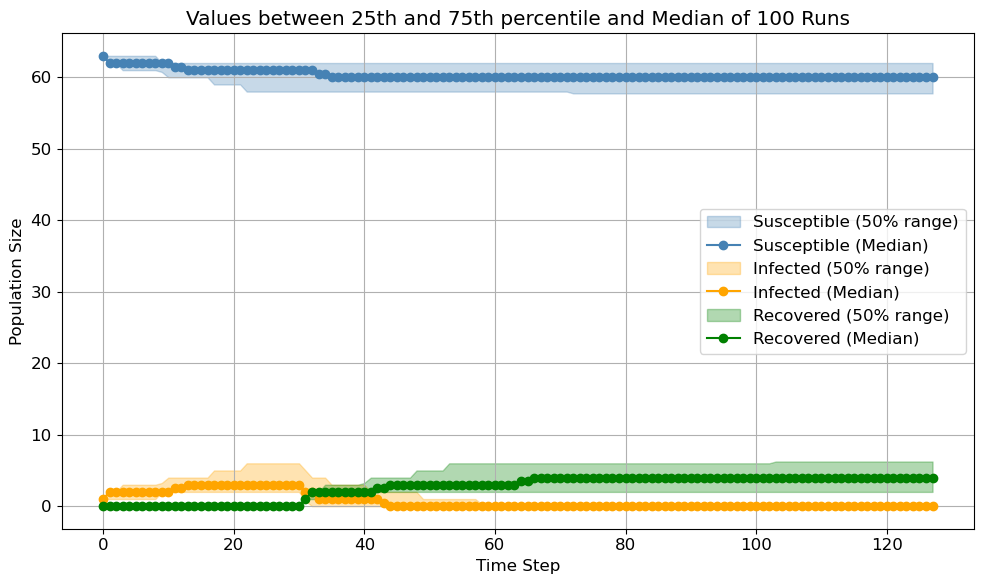 Values between 25th and 75th percentile and Median of 100 Runs
Population Size
60
50
40
30
20
10
0
Susceptible (50% range)
Susceptible (Median)
Infected (50% range)
Infected (Median)
Recovered (50% range)
Recovered (Median)
0 20 40 60 80 100 120
Time Step